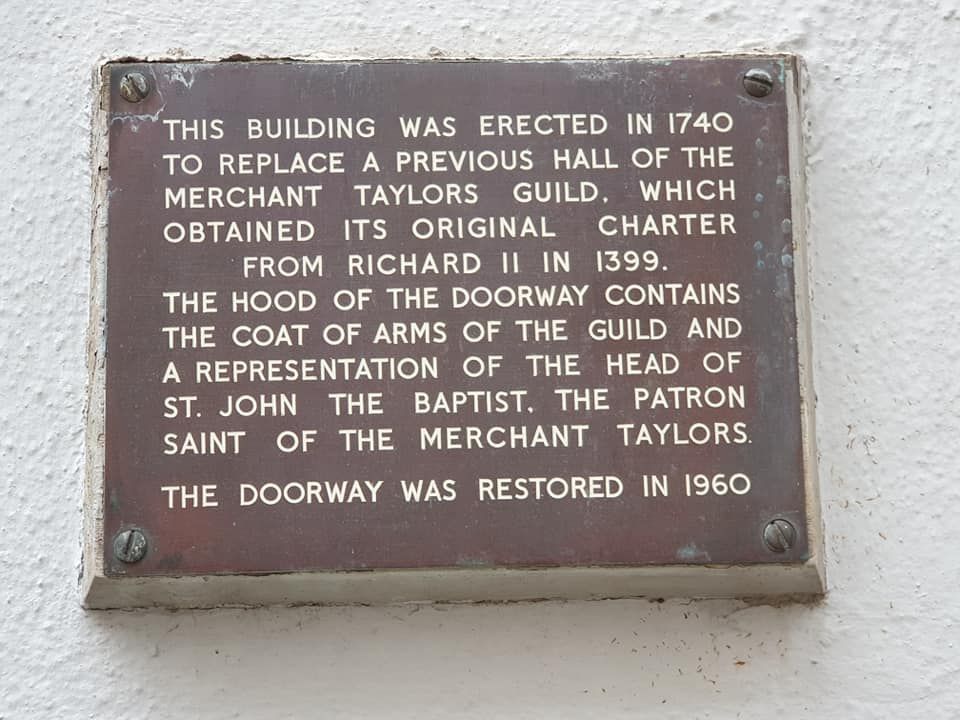 THIS BUILDING WAS ERECTED IN 1740
TO REPLACE A PREVIOUS HALL OF THE
MERCHANT TAYLORS GUILD, WHICH
OBTAINED ITS ORIGINAL CHARTER
FROM RICHARD II IN 1399.
THE HOOD OF THE DOORWAY CONTAINS
THE COAT OF ARMS OF THE GUILD AND
A REPRESENTATION OF THE HEAD OF
ST. JOHN THE BAPTIST, THE PATRON
SAINT OF THE MERCHANT TAYLORS.
THE DOORWAY WAS RESTORED IN 1960